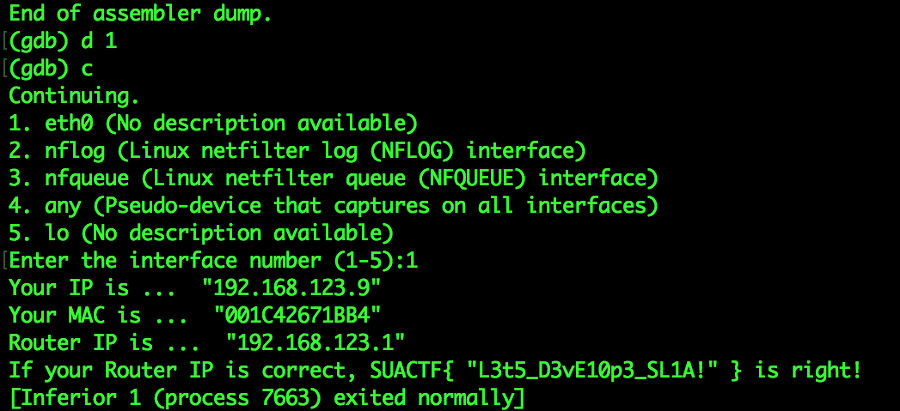 End of assembler dump.
(gdb) d 1
(gdb) c
Continuing.
1. eth0 (No description available)
2. nflog (Linux netfilter log (NFLOG) interface)
3. nfqueue (Linux netfilter queue (NFQUEUE) interface)
4. any (Pseudo-device that captures on all interfaces)
5. lo (No description available)
Enter the interface number (1-5):1
Your IP is ...  "192.168.123.9"
Your MAC is ...  "001C42671BB4"
Router IP is ...  "192.168.123.1"
If your Router IP is correct, SUACTF{ "L3t5_D3vE10p3_SL1A!" } is right!
[Inferior 1 (process 7663) exited normally]